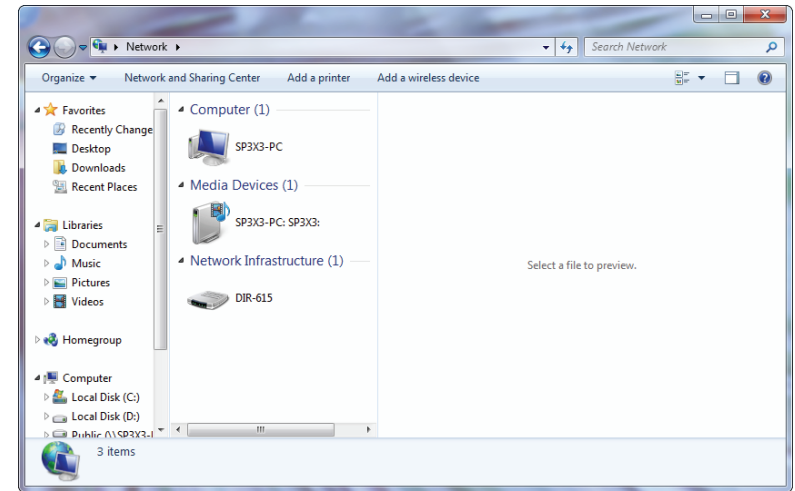 Network
Search Network
Organize
Network and Sharing Center
Add a printer
Add a wireless device
Favorites
Recently Change
Desktop
Downloads
Recent Places
Libraries
Documents
Music
Pictures
Videos
Homegroup
Computer
Local Disk (C:)
Local Disk (D:)
Public (\\SP3X3-
Computer (1)
SP3X3-PC
Media Devices (1)
SP3X3-PC: SP3X3:
Network Infrastructure (1)
DIR-615
Select a file to preview.
3 items